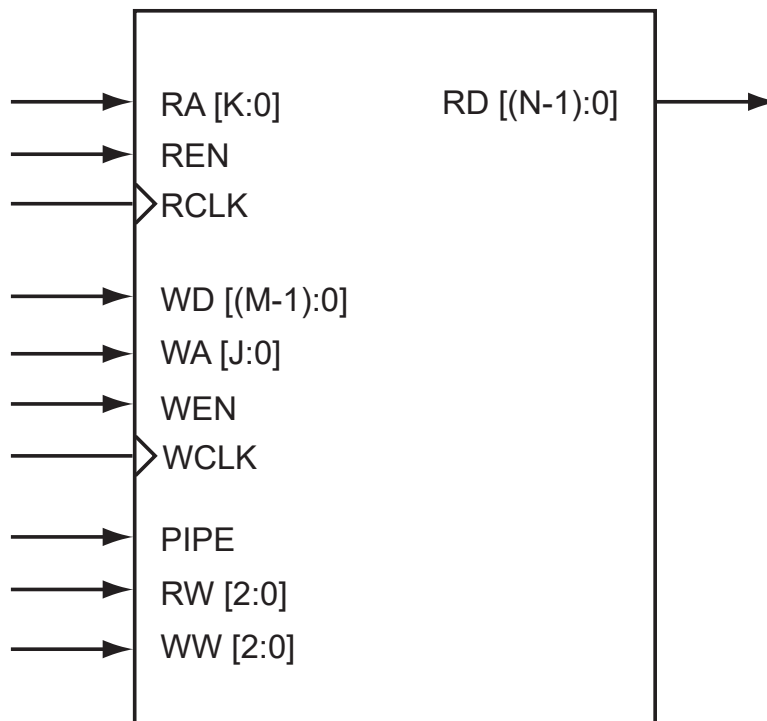 RA [K:0] RD [(N-1):0]
REN
RCLK
WD [(M-1):0]
WA [J:0]
WEN
WCLK
PIPE
RW [2:0]
WW [2:0]